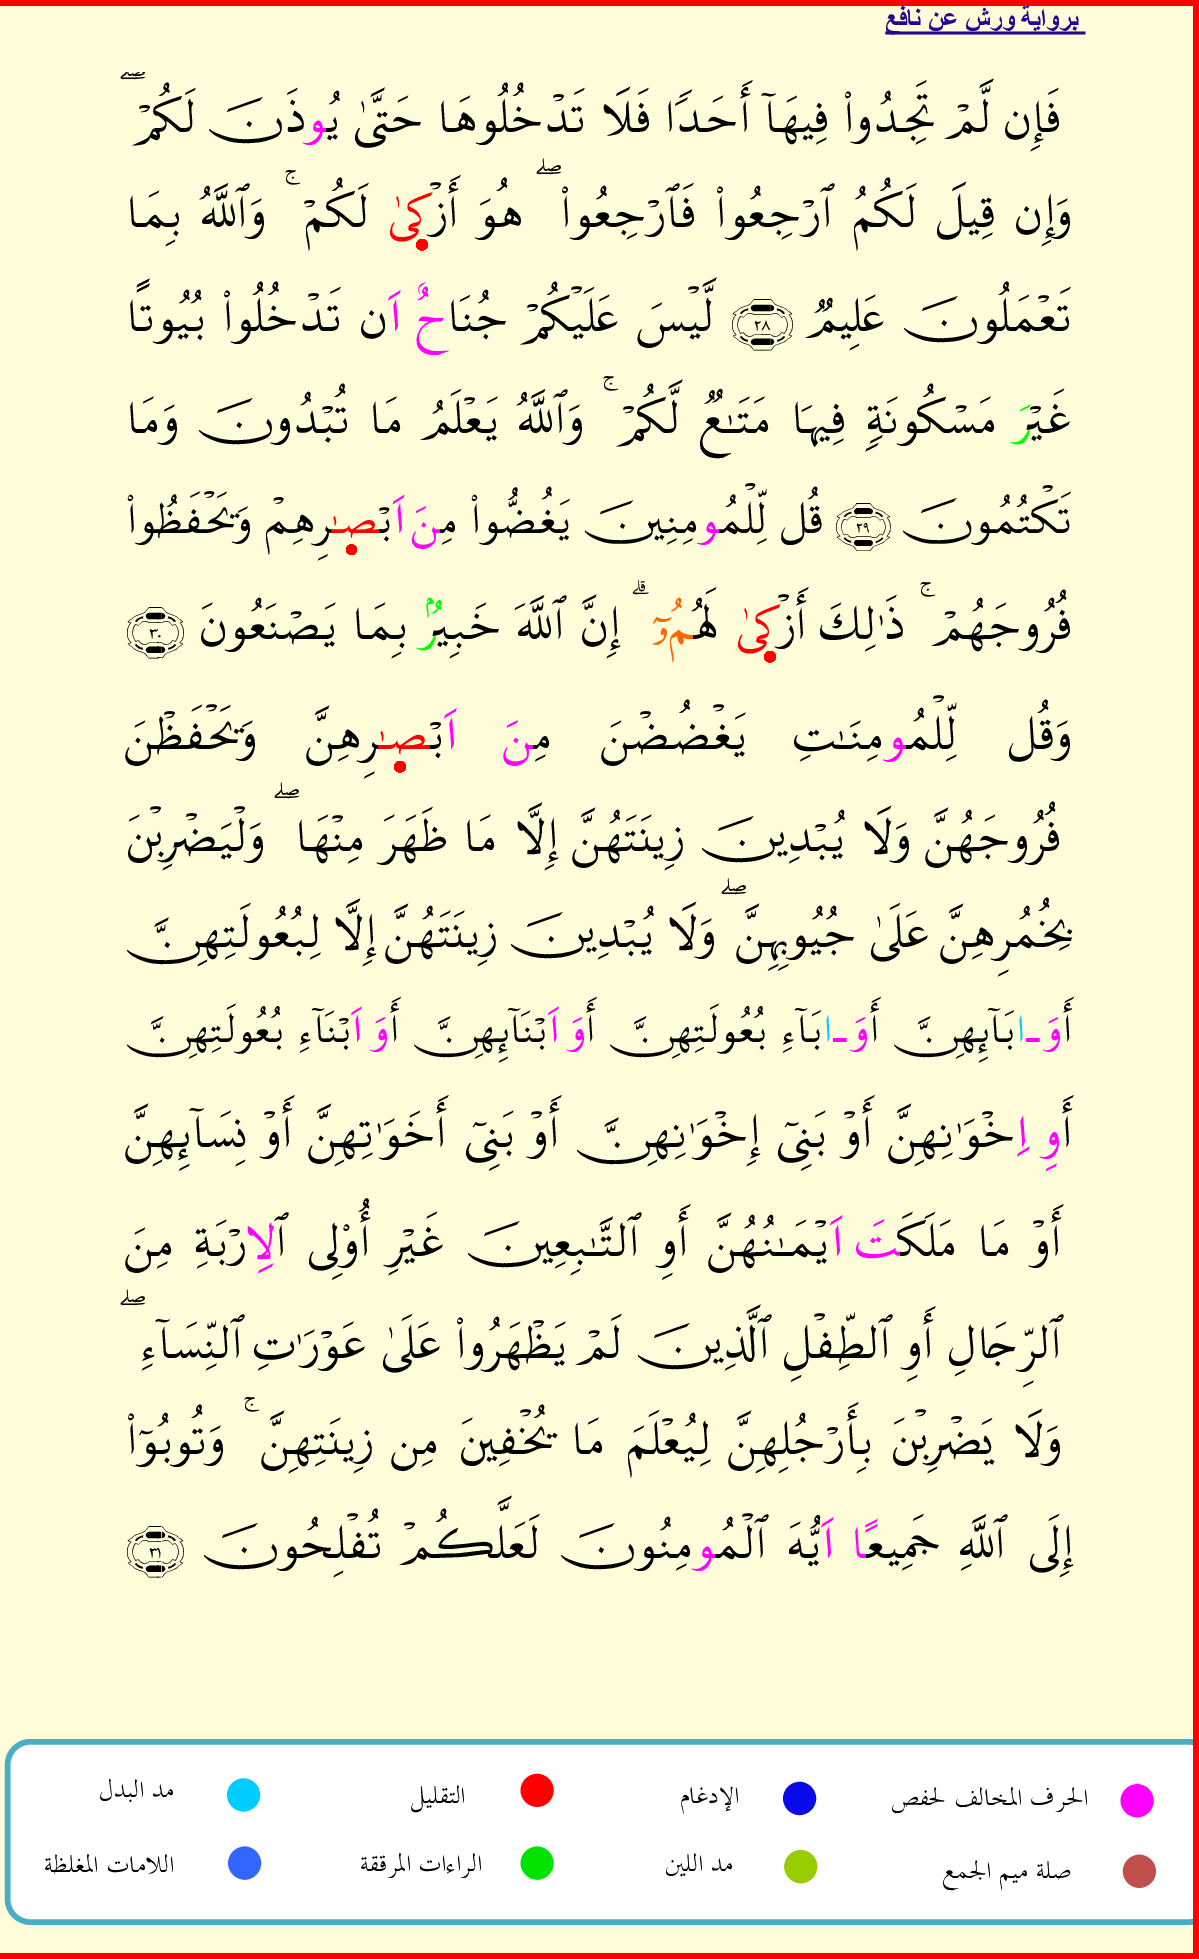 برواية ورش عن نافع
فَإِن لَّمْ تَجِدُواْ فِيهَآ أَحَدًا فَلَا تَدْخُلُوهَا حَتَّىٰ يُوذَنَ لَكُمْ ۖ
وَإِن قِيلَ لَكُمُ ٱرْجِعُواْ فَٱرْجِعُواْ ۖ هُوَ أَزْكىٰ لَكُمْ ۚ وَٱللَّهُ بِمَا
تَعْمَلُونَ عَلِيمٌ ٢٨ لَّيْسَ عَلَيْكُمْ جُنَاحٌ اَن تَدْخُلُواْ بُيُوتًا
غَيْرَ مَسْكُونَةٍ فِيهَا مَتَٰعٌ لَّكُمْ ۚ وَٱللَّهُ يَعْلَمُ مَا تُبْدُونَ وَمَا
تَكْتُمُونَ ٢٩ قُل لِّلْمُومِنِينَ يَغُضُّواْ مِنَ اَبْصٰرِهِمْ وَيَحْفَظُواْ
فُرُوجَهُمْ ۚ ذَٰلِكَ أَزْكىٰ لَهُمُۥٓ ۗ إِنَّ ٱللَّهَ خَبِيرٌۢ بِمَا يَصْنَعُونَ ٣٠
وَقُل لِّلْمُومِنَٰتِ يَغْضُضْنَ مِنَ اَبْصٰرِهِنَّ وَيَحْفَظْنَ
فُرُوجَهُنَّ وَلَا يُبْدِينَ زِينَتَهُنَّ إِلَّا مَا ظَهَرَ مِنْهَا ۖ وَلْيَضْرِبْنَ
بِخُمُرِهِنَّ عَلَىٰ جُيُوبِهِنَّ ۖ وَلَا يُبْدِينَ زِينَتَهُنَّ إِلَّا لِبُعُولَتِهِنَّ
أَوَ ـابَآئِهِنَّ أَوَ ـابَآءِ بُعُولَتِهِنَّ أَوَ اَبْنَآئِهِنَّ أَوَ اَبْنَآءِ بُعُولَتِهِنَّ
أَوِ اِخْوَٰنِهِنَّ أَوْ بَنِىٓ إِخْوَٰنِهِنَّ أَوْ بَنِىٓ أَخَوَٰتِهِنَّ أَوْ نِسَآئِهِنَّ
أَوْ مَا مَلَكَتَ اَيْمَٰنُهُنَّ أَوِ ٱلتَّٰبِعِينَ غَيْرِ أُوْلِى ٱلِارْبَةِ مِنَ
ٱلرِّجَالِ أَوِ ٱلطِّفْلِ ٱلَّذِينَ لَمْ يَظْهَرُواْ عَلَىٰ عَوْرَٰتِ ٱلنِّسَآءِ ۖ
وَلَا يَضْرِبْنَ بِأَرْجُلِهِنَّ لِيُعْلَمَ مَا يُخْفِينَ مِن زِينَتِهِنَّ ۚ وَتُوبُوٓاْ
إِلَى ٱللَّهِ جَمِيعًا اَيُّهَ ٱلْمُومِنُونَ لَعَلَّكُمْ تُفْلِحُونَ ٣١
الحرف المخالف لحفص الإدغام التقليل مد البدل
صلة ميم الجمع مد اللين الراءات المرققة اللامات المغلظة